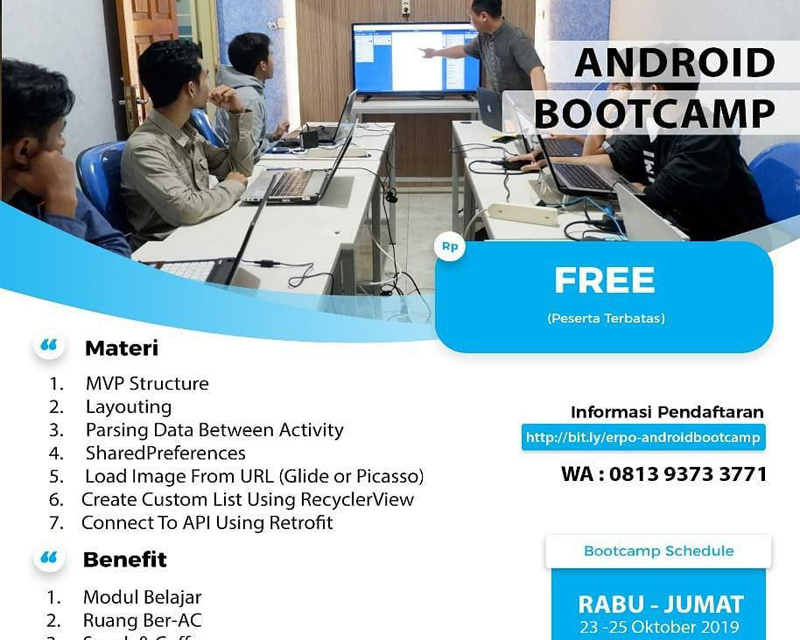 ANDROID
BOOTCAMP
Rp
FREE
(Peserta Terbatas)
Materi
1. MVP Structure
2. Layouting
3. Parsing Data Between Activity
4. SharedPreferences
5. Load Image From URL (Glide or Picasso)
6. Create Custom List Using RecyclerView
7. Connect To API Using Retrofit
Informasi Pendaftaran
http://bit.ly/erpo-androidbootcamp
WA : 0813 9373 3771
Benefit
1. Modul Belajar
2. Ruang Ber-AC
Bootcamp Schedule
RABU - JUMAT
23 -25 Oktober 2019